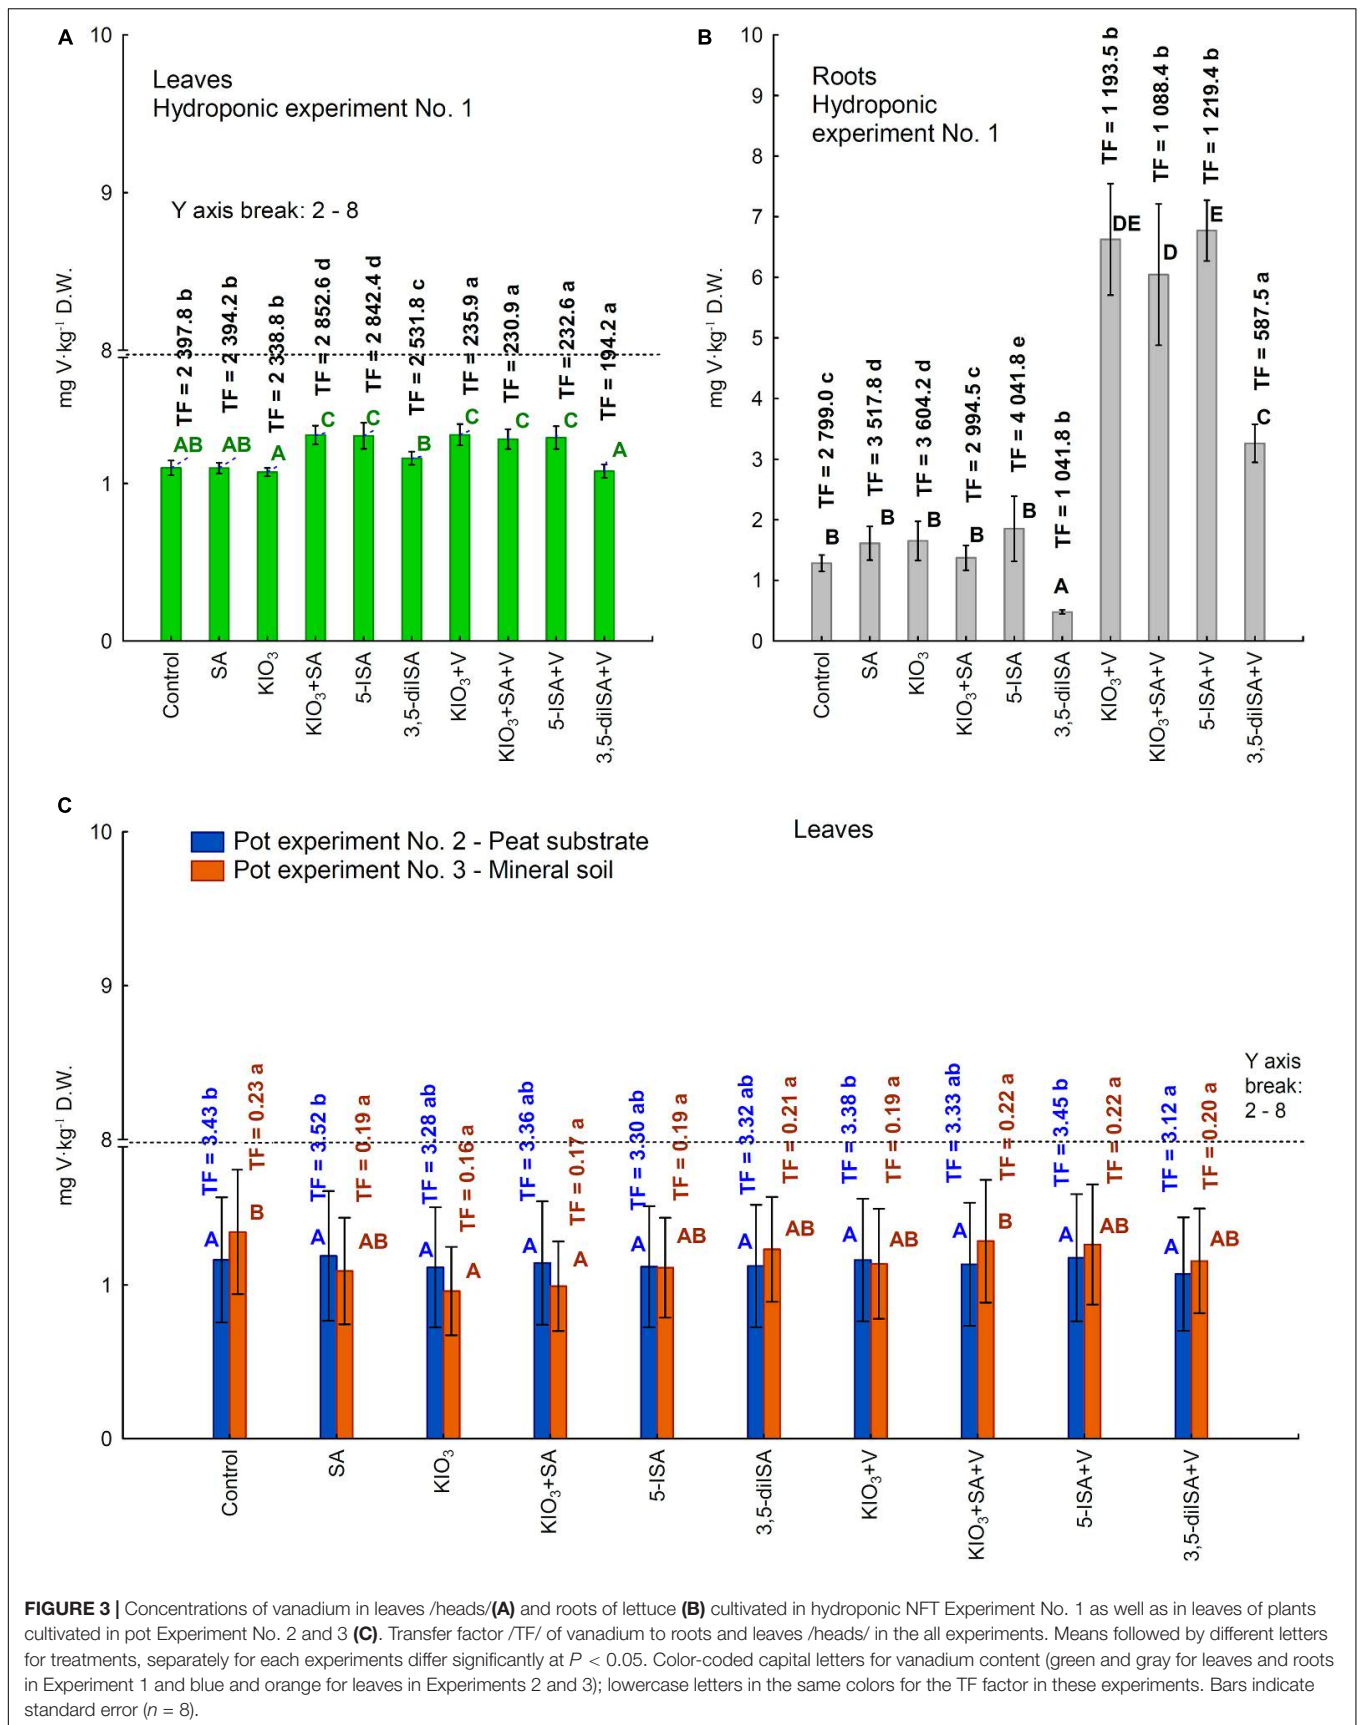 A
10
9
8
1
0
mg V·kg⁻¹ D.W.
Leaves
Hydroponic experiment No. 1
Y axis break: 2 - 8
TF = 2 397.8 b
TF = 2 394.2 b
TF = 2 338.8 b
TF = 2 852.6 d
TF = 2 842.4 d
TF = 2 531.8 c
TF = 235.9 a
TF = 230.9 a
TF = 232.6 a
TF = 194.2 a
AB
AB
A
C
C
B
C
C
C
A
Control
SA
KIO₃
KIO₃+SA
5-ISA
3,5-diISA
KIO₃+V
KIO₃+SA+V
5-ISA+V
3,5-diISA+V
B
10
9
8
7
6
5
4
3
2
1
0
mg V·kg⁻¹ D.W.
Roots
Hydroponic
experiment No. 1
TF = 2 799.0 c
TF = 3 517.8 d
TF = 3 604.2 d
TF = 2 994.5 c
TF = 4 041.8 e
TF = 1 041.8 b
TF = 1 193.5 b
TF = 1 088.4 b
TF = 1 219.4 b
TF = 587.5 a
B
B
B
B
B
A
DE
D
E
C
Control
SA
KIO₃
KIO₃+SA
5-ISA
3,5-diISA
KIO₃+V
KIO₃+SA+V
5-ISA+V
3,5-diISA+V
C
10
9
8
1
0
mg V·kg⁻¹ D.W.
Pot experiment No. 2 - Peat substrate
Pot experiment No. 3 - Mineral soil
Leaves
Y axis
break:
2 - 8
TF = 3.43 b
TF = 0.23 a
TF = 3.52 b
TF = 0.19 a
TF = 3.28 ab
TF = 0.16 a
TF = 3.36 ab
TF = 0.17 a
TF = 3.30 ab
TF = 0.19 a
TF = 3.32 ab
TF = 0.21 a
TF = 3.38 b
TF = 0.19 a
TF = 3.33 ab
TF = 0.22 a
TF = 3.45 b
TF = 0.22 a
TF = 3.12 a
TF = 0.20 a
A
B
A
AB
A
A
A
A
A
AB
A
AB
A
AB
A
B
A
AB
A
AB
Control
SA
KIO₃
KIO₃+SA
5-ISA
3,5-diISA
KIO₃+V
KIO₃+SA+V
5-ISA+V
3,5-diISA+V
FIGURE 3 | Concentrations of vanadium in leaves /heads/(A) and roots of lettuce (B) cultivated in hydroponic NFT Experiment No. 1 as well as in leaves of plants
cultivated in pot Experiment No. 2 and 3 (C). Transfer factor /TF/ of vanadium to roots and leaves /heads/ in the all experiments. Means followed by different letters
for treatments, separately for each experiments differ significantly at P < 0.05. Color-coded capital letters for vanadium content (green and gray for leaves and roots
in Experiment 1 and blue and orange for leaves in Experiments 2 and 3); lowercase letters in the same colors for the TF factor in these experiments. Bars indicate
standard error (n = 8).